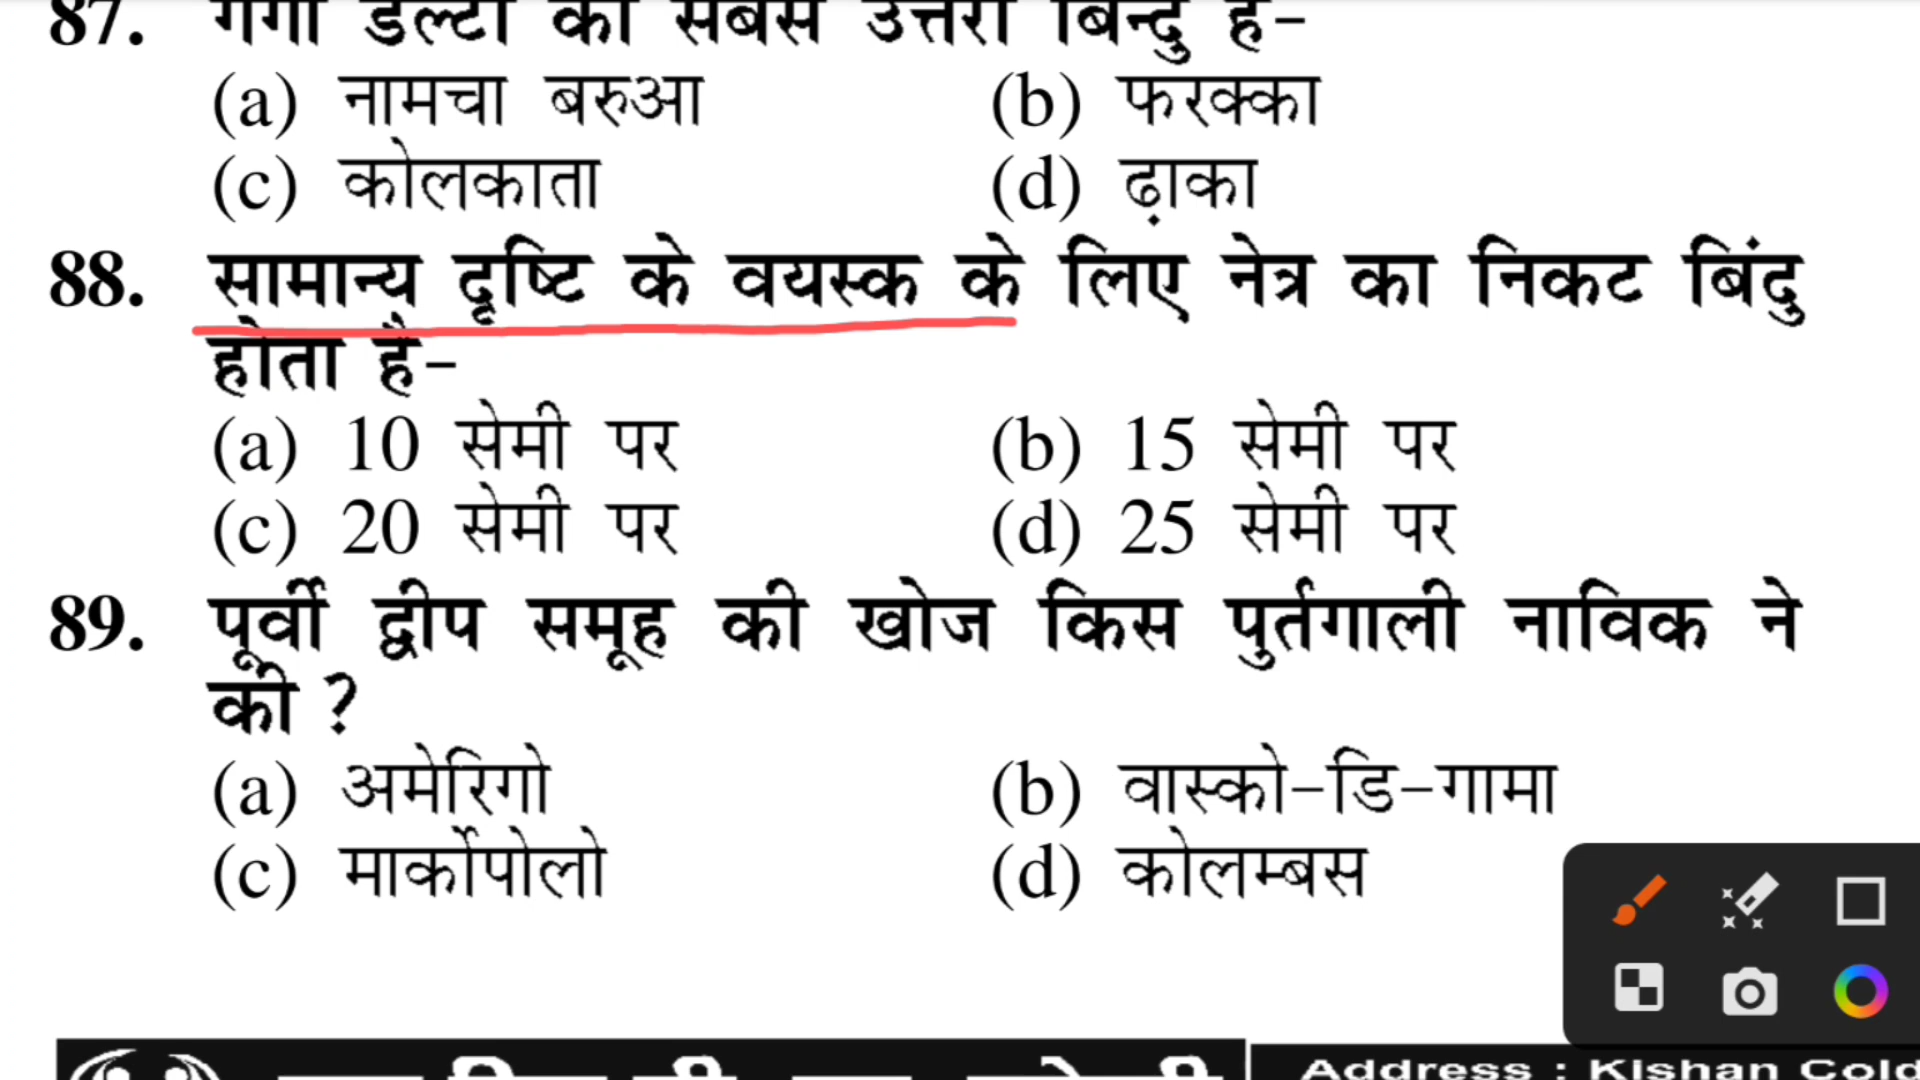 87. गंगा डेल्टा का सबसे उत्तरी बिन्दु है-
(a) नामचा बरुआ (b) फरक्का
(c) कोलकाता (d) ढ़ाका
88. सामान्य दृष्टि के वयस्क के लिए नेत्र का निकट बिंदु
होता है-
(a) 10 सेमी पर (b) 15 सेमी पर
(c) 20 सेमी पर (d) 25 सेमी पर
89. पूर्वी द्वीप समूह की खोज किस पुर्तगाली नाविक ने
की ?
(a) अमेरिगो (b) वास्को-डि-गामा
(c) मार्कोपोलो (d) कोलम्बस
Address : Kishan Cold